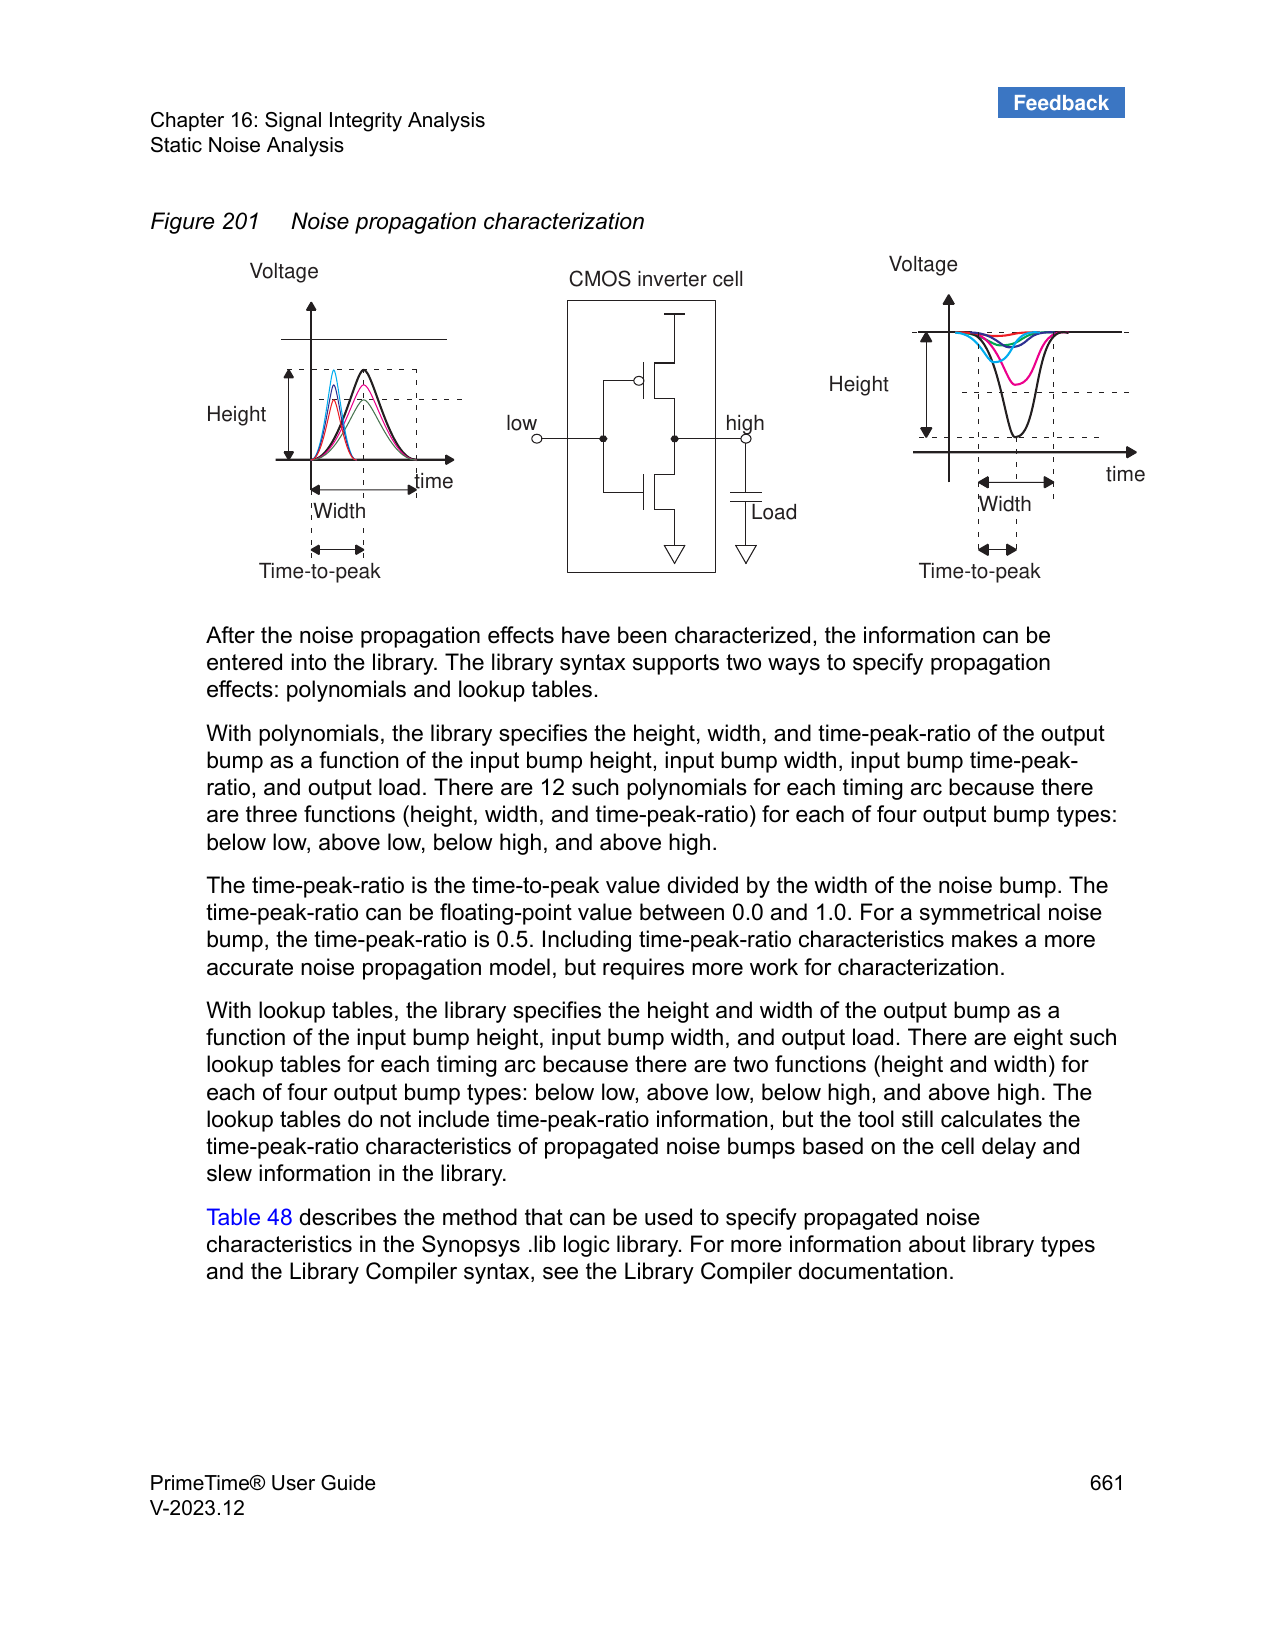 Feedback
Chapter 16: Signal Integrity Analysis
Static Noise Analysis
Figure 201 Noise propagation characterization
Voltage
Height
time
Width
Time-to-peak
CMOS inverter cell
low
high
Load
Voltage
Height
time
Width
Time-to-peak
After the noise propagation effects have been characterized, the information can be
entered into the library. The library syntax supports two ways to specify propagation
effects: polynomials and lookup tables.
With polynomials, the library specifies the height, width, and time-peak-ratio of the output
bump as a function of the input bump height, input bump width, input bump time-peak-
ratio, and output load. There are 12 such polynomials for each timing arc because there
are three functions (height, width, and time-peak-ratio) for each of four output bump types:
below low, above low, below high, and above high.
The time-peak-ratio is the time-to-peak value divided by the width of the noise bump. The
time-peak-ratio can be floating-point value between 0.0 and 1.0. For a symmetrical noise
bump, the time-peak-ratio is 0.5. Including time-peak-ratio characteristics makes a more
accurate noise propagation model, but requires more work for characterization.
With lookup tables, the library specifies the height and width of the output bump as a
function of the input bump height, input bump width, and output load. There are eight such
lookup tables for each timing arc because there are two functions (height and width) for
each of four output bump types: below low, above low, below high, and above high. The
lookup tables do not include time-peak-ratio information, but the tool still calculates the
time-peak-ratio characteristics of propagated noise bumps based on the cell delay and
slew information in the library.
Table 48 describes the method that can be used to specify propagated noise
characteristics in the Synopsys .lib logic library. For more information about library types
and the Library Compiler syntax, see the Library Compiler documentation.
PrimeTime® User Guide
V-2023.12
661